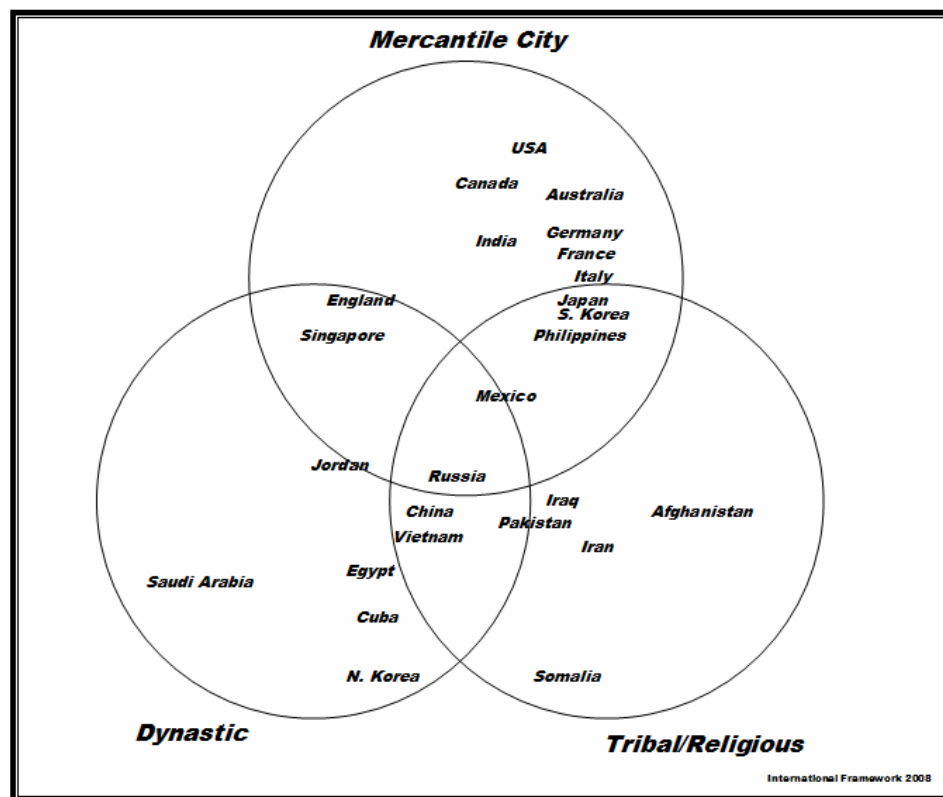 Mercantile City
USA
Canada
Australia
Germany
India
France
Italy
England
Japan
S. Korea
Singapore
Philippines
Mexico
Jordan
Russia
Iraq
China
Afghanistan
Pakistan
Vietnam
Iran
Egypt
Saudi Arabia
Cuba
N. Korea
Somalia
Dynastic
Tribal/Religious
International Framework 2008